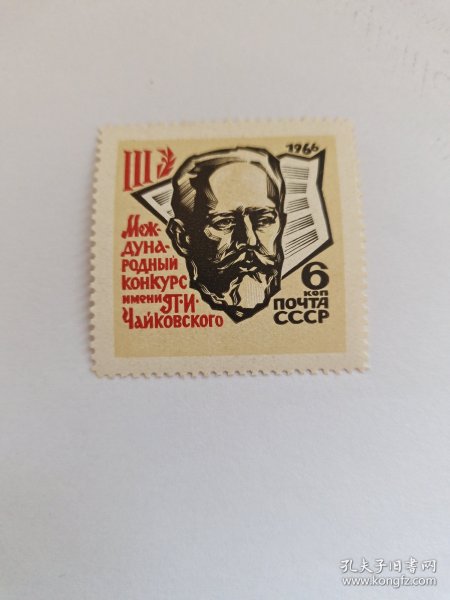 III
1966
Меж-
дуна-
родный
конкурс
имени П·И·
Чайковского
6
коп
ПОЧТА
СССР
孔夫子旧书网
www.kongfz.com